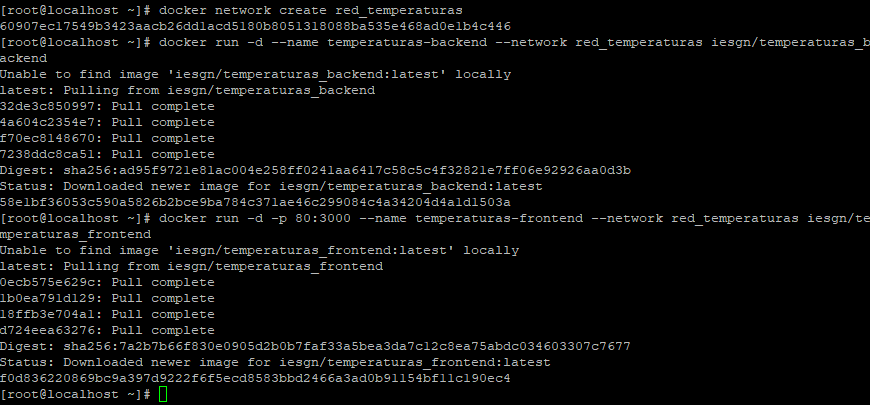 [root@localhost ~]# docker network create red_temperaturas
60907ec17549b3423aacb26dd1acd5180b8051318088ba535e468ad0e1b4c446
[root@localhost ~]# docker run -d --name temperaturas-backend --network red_temperaturas iesgn/temperaturas_b
ackend
Unable to find image 'iesgn/temperaturas_backend:latest' locally
latest: Pulling from iesgn/temperaturas_backend
32de3c850997: Pull complete
4a604c2354e7: Pull complete
f70ec8148670: Pull complete
7238ddc8ca51: Pull complete
Digest: sha256:ad95f9721e81ac004e258ff0241aa6417c58c5c4f32821e7ff06e92926aa0d3b
Status: Downloaded newer image for iesgn/temperaturas_backend:latest
58e1bf36053c590a5826b2bce9ba784c371ae46c299084c4a34204d4a1d1503a
[root@localhost ~]# docker run -d -p 80:3000 --name temperaturas-frontend --network red_temperaturas iesgn/te
mperaturas_frontend
Unable to find image 'iesgn/temperaturas_frontend:latest' locally
latest: Pulling from iesgn/temperaturas_frontend
0ecb575e629c: Pull complete
1b0ea791d129: Pull complete
18ffb3e704a1: Pull complete
d724eea63276: Pull complete
Digest: sha256:7a2b7b66f830e0905d2b0b7faf33a5bea3da7c12c8ea75abdc034603307c7677
Status: Downloaded newer image for iesgn/temperaturas_frontend:latest
f0d836220869bc9a397d9222f6f5ecd8583bbd2466a3ad0b91154bf11c190ec4
[root@localhost ~]#